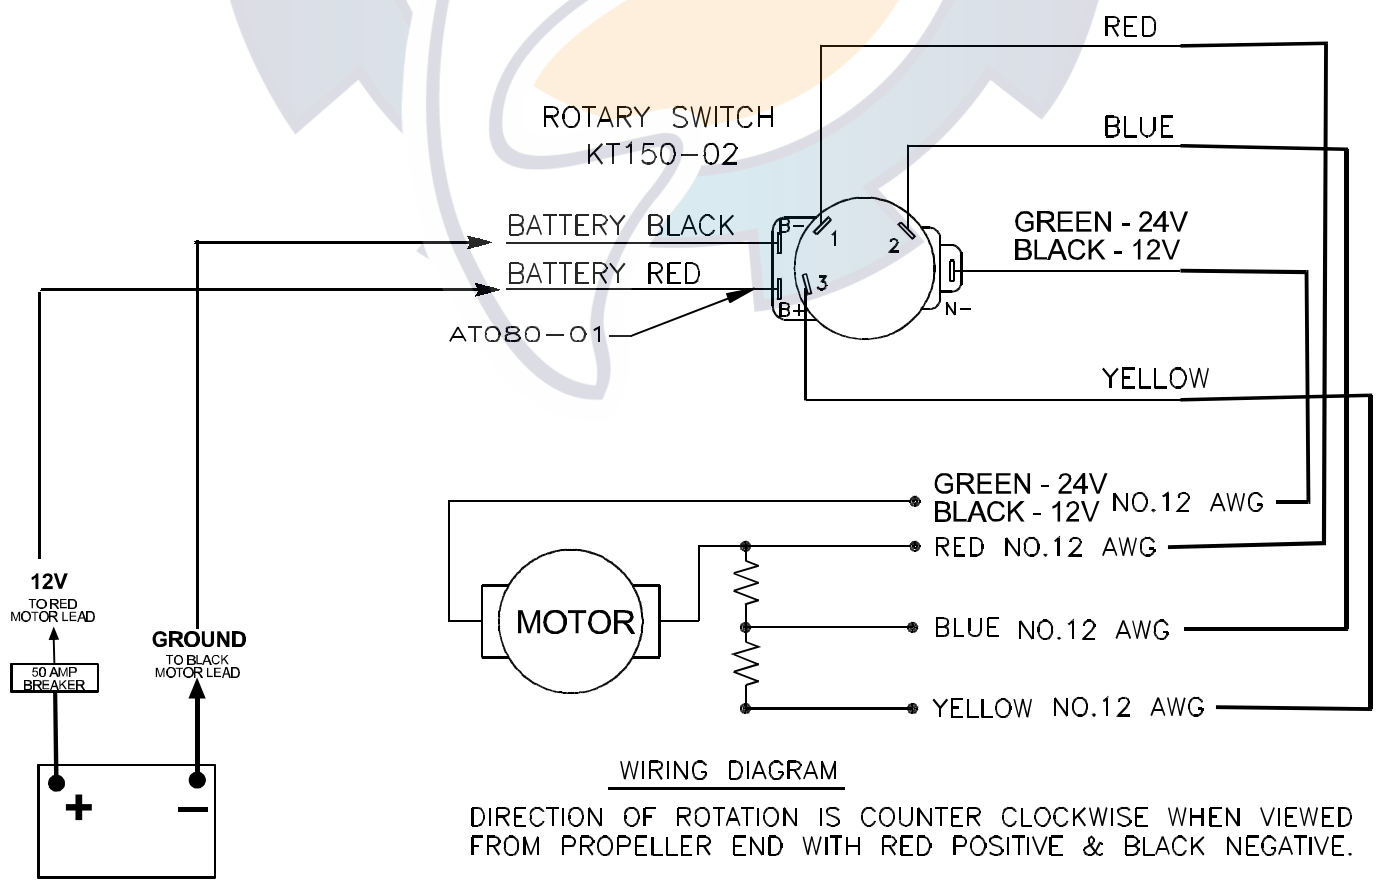 RED
BLUE
ROTARY SWITCH
KT150-02
BATTERY BLACK
BATTERY RED
AT080-01
B-
B+
1
2
3
N-
GREEN - 24V
BLACK - 12V
YELLOW
GREEN - 24V
BLACK - 12V NO.12 AWG
RED NO.12 AWG
BLUE NO.12 AWG
YELLOW NO.12 AWG
MOTOR
12V
TO RED
MOTOR LEAD
50 AMP
BREAKER
GROUND
TO BLACK
MOTOR LEAD
+
−
WIRING DIAGRAM
DIRECTION OF ROTATION IS COUNTER CLOCKWISE WHEN VIEWED
FROM PROPELLER END WITH RED POSITIVE & BLACK NEGATIVE.